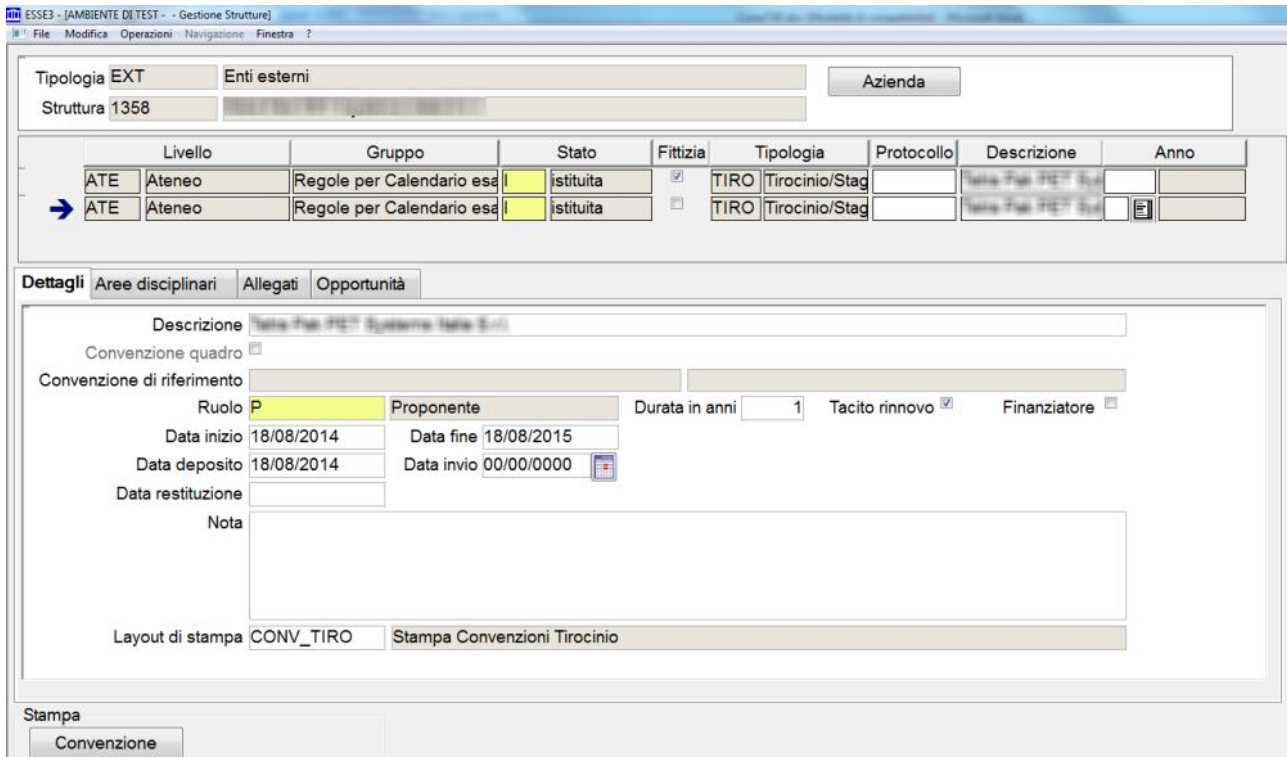 ESSE3 - [AMBIENTE DI TEST - - Gestione Strutture]
File Modifica Operazioni Navigazione Finestra ?
Tipologia EXT Enti esterni Azienda
Struttura 1358
Livello Gruppo Stato Fittizia Tipologia Protocollo Descrizione Anno
ATE Ateneo Regole per Calendario esa I istituita TIRO Tirocinio/Stag
ATE Ateneo Regole per Calendario esa I istituita TIRO Tirocinio/Stag
Dettagli Aree disciplinari Allegati Opportunità
Descrizione
Convenzione quadro
Convenzione di riferimento
Ruolo P Proponente Durata in anni 1 Tacito rinnovo Finanziatore
Data inizio 18/08/2014 Data fine 18/08/2015
Data deposito 18/08/2014 Data invio 00/00/0000
Data restituzione
Nota
Layout di stampa CONV_TIRO Stampa Convenzioni Tirocinio
Stampa
Convenzione